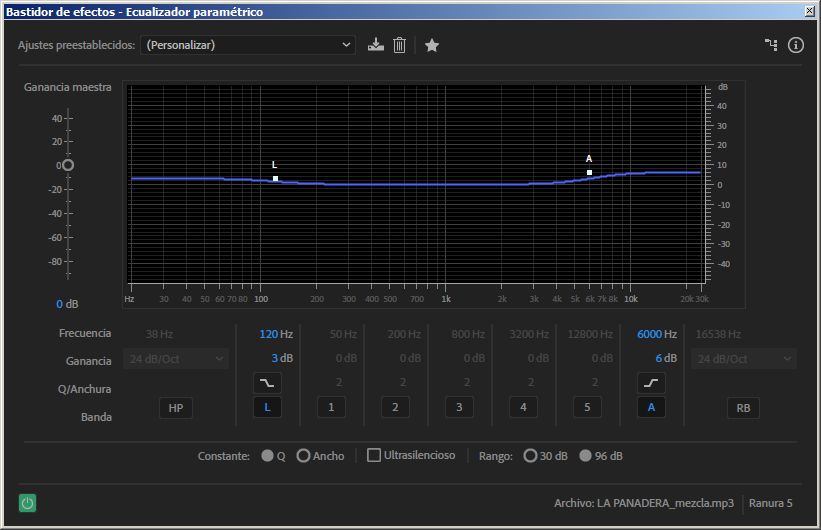 Bastidor de efectos - Ecualizador paramétrico
Ajustes preestablecidos: (Personalizar)
Ganancia maestra
dB
40
20
0
-20
-40
-60
-80
0 dB
L
A
40
30
20
10
0
-10
-20
-30
-40
Hz 30 40 50 60 70 80 100 200 300 400 500 1k 2k 3k 4k 5k 6k 7k 8k 10k 20k 30k
Frecuencia 38 Hz 120 Hz 50 Hz 200 Hz 800 Hz 3200 Hz 12800 Hz 6000 Hz 16538 Hz
Ganancia 24 dB/Oct 3 dB 0 dB 0 dB 0 dB 0 dB 0 dB 6 dB 24 dB/Oct
Q/Anchura 2 2 2 2 2
Banda HP L 1 2 3 4 5 A RB
Constante: Q Ancho Ultrasilencioso Rango: 30 dB 96 dB
Archivo: LA PANADERA_mezcla.mp3 Ranura 5